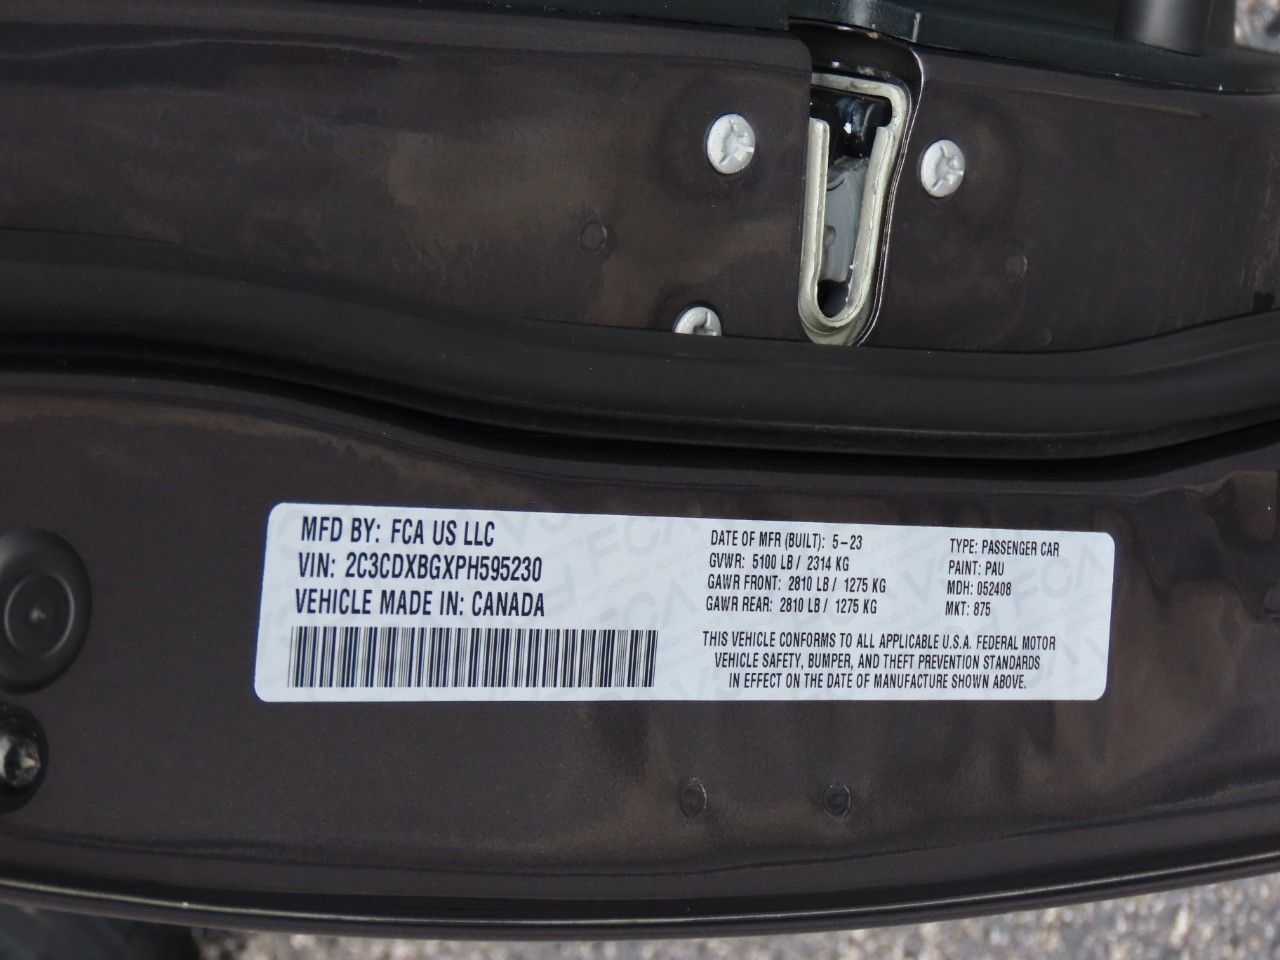 MFD BY: FCA US LLC
VIN: 2C3CDXBGXPH595230
VEHICLE MADE IN: CANADA
DATE OF MFR (BUILT): 5-23
GVWR: 5100 LB / 2314 KG
GAWR FRONT: 2810 LB / 1275 KG
GAWR REAR: 2810 LB / 1275 KG
TYPE: PASSENGER CAR
PAINT: PAU
MDH: 052408
MKT: 875
THIS VEHICLE CONFORMS TO ALL APPLICABLE U.S.A. FEDERAL MOTOR
VEHICLE SAFETY, BUMPER, AND THEFT PREVENTION STANDARDS
IN EFFECT ON THE DATE OF MANUFACTURE SHOWN ABOVE.